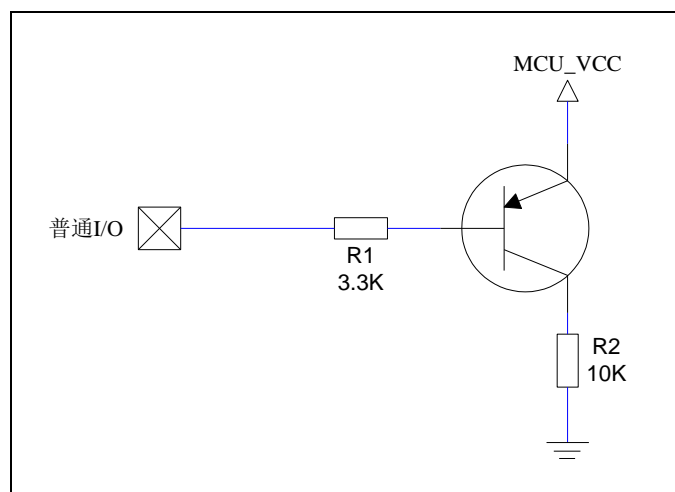 MCU_VCC
普通I/O
R1
3.3K
R2
10K